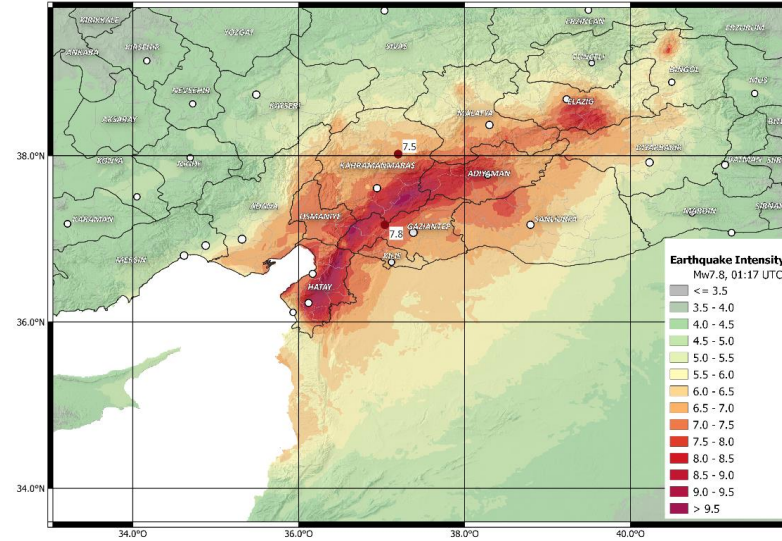 KIRIKKALE
YOZGAT
SIVAS
ERZINCAN
ERZURUM
ANKARA
KIRSEHIR
TUNCELI
BINGOL
MUS
NEVSEHIR
KAYSERI
MALATYA
ELAZIG
AKSARAY
7.5
38.0°N
KONYA
NIGDE
KAHRAMANMARAS
ADIYAMAN
DIYARBAKIR
BATMAN
ADANA
OSMANIYE
KARAMAN
GAZIANTEP
SANLIURFA
MARDIN
SIRNAK
7.8
MERSIN
KILIS
HATAY
36.0°N
34.0°N
Earthquake Intensity
Mw7.8, 01:17 UTC
<= 3.5
3.5 - 4.0
4.0 - 4.5
4.5 - 5.0
5.0 - 5.5
5.5 - 6.0
6.0 - 6.5
6.5 - 7.0
7.0 - 7.5
7.5 - 8.0
8.0 - 8.5
8.5 - 9.0
9.0 - 9.5
> 9.5
34.0°O
36.0°O
38.0°O
40.0°O